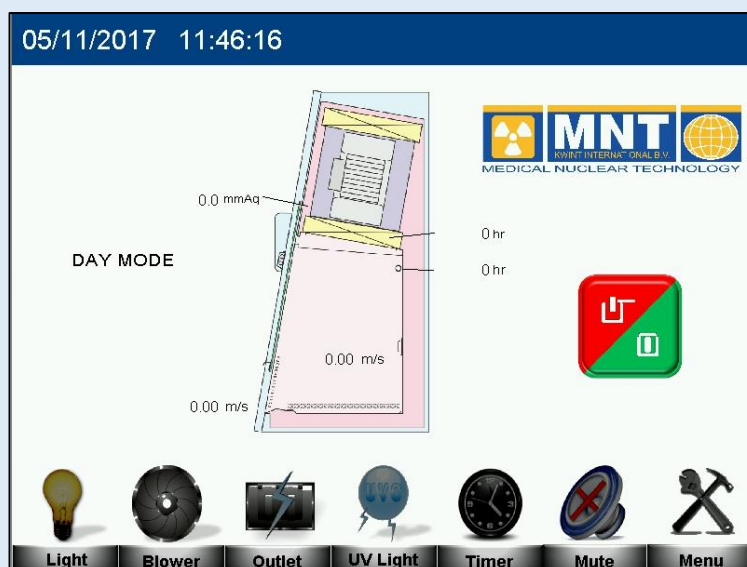 05/11/2017 11:46:16
MNT
KWINT INTERNATIONAL B.V.
MEDICAL NUCLEAR TECHNOLOGY
0.0 mmAq
0 hr
DAY MODE
0 hr
0.00 m/s
0.00 m/s
UVC
Light Blower Outlet UV Light Timer Mute Menu